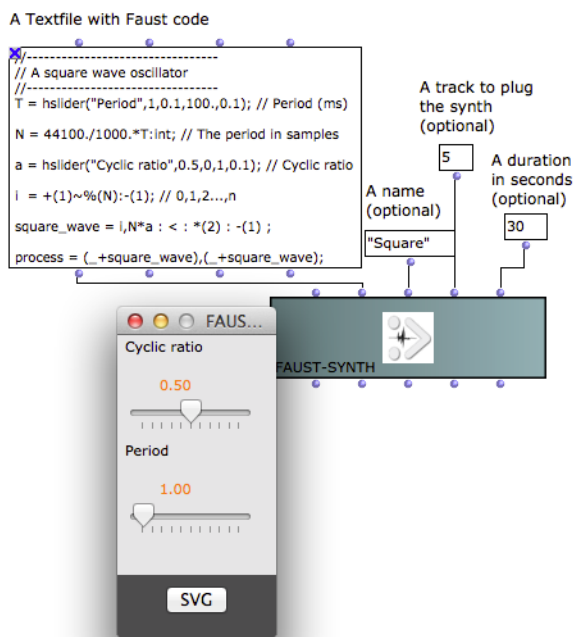 A Textfile with Faust code
//----------------------------------
// A square wave oscillator
//----------------------------------
T = hslider("Period",1,0.1,100.,0.1); // Period (ms)
N = 44100./1000.*T:int; // The period in samples
a = hslider("Cyclic ratio",0.5,0,1,0.1); // Cyclic ratio
i  = +(1)~%(N):-(1); // 0,1,2...,n
square_wave = i,N*a : < : *(2) : -(1) ;
process = (_+square_wave),(_+square_wave);
A track to plug
the synth
(optional)
5
A duration
in seconds
(optional)
30
A name
(optional)
"Square"
FAUST-SYNTH
FAUS...
Cyclic ratio
0.50
Period
1.00
SVG